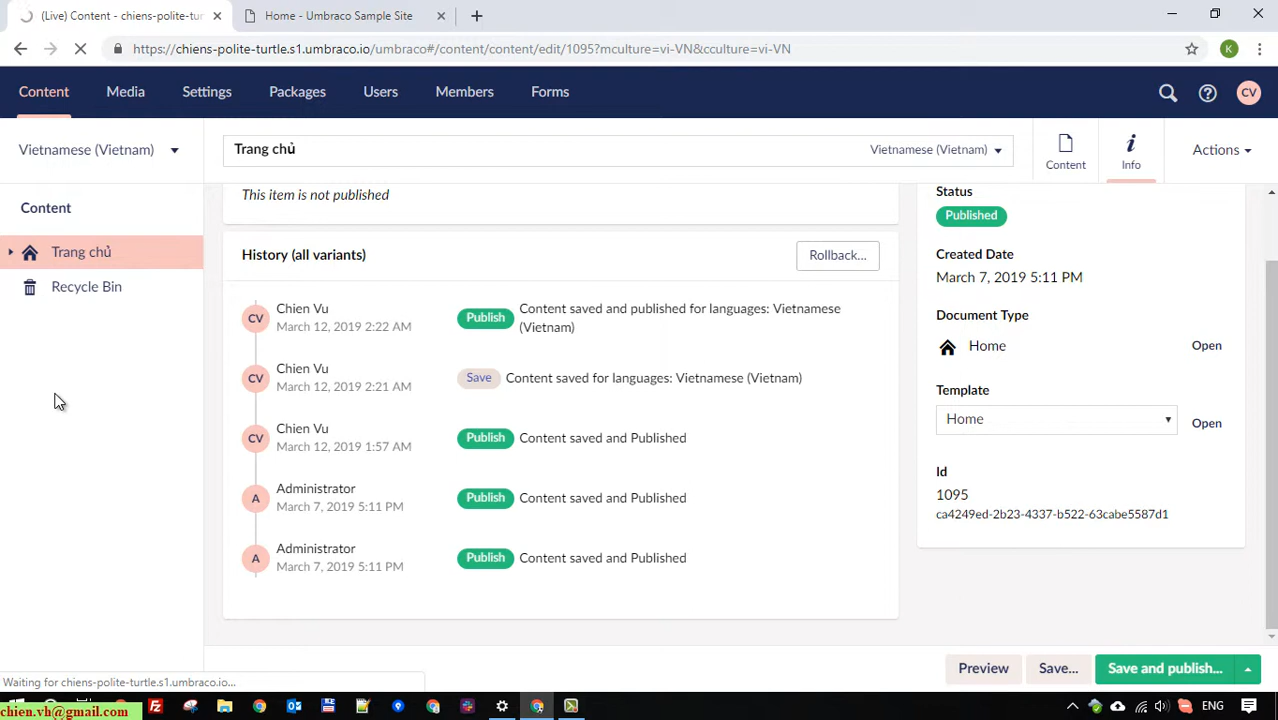 (Live) Content - chiens-polite-tur
Home - Umbraco Sample Site
https://chiens-polite-turtle.s1.umbraco.io/umbraco#/content/content/edit/1095?mculture=vi-VN&cculture=vi-VN
K
Content Media Settings Packages Users Members Forms
CV
Vietnamese (Vietnam)
Trang chủ
Vietnamese (Vietnam)
Content
Info
Actions
Content
Trang chủ
Recycle Bin
This item is not published
History (all variants)
Rollback...
CV
Chien Vu
March 12, 2019 2:22 AM
Publish
Content saved and published for languages: Vietnamese
(Vietnam)
CV
Chien Vu
March 12, 2019 2:21 AM
Save
Content saved for languages: Vietnamese (Vietnam)
CV
Chien Vu
March 12, 2019 1:57 AM
Publish
Content saved and Published
A
Administrator
March 7, 2019 5:11 PM
Publish
Content saved and Published
A
Administrator
March 7, 2019 5:11 PM
Publish
Content saved and Published
Status
Published
Created Date
March 7, 2019 5:11 PM
Document Type
Home
Open
Template
Home
Open
Id
1095
ca4249ed-2b23-4337-b522-63cabe5587d1
Preview
Save...
Save and publish...
Waiting for chiens-polite-turtle.s1.umbraco.io...
chien.vh@gmail.com
ENG